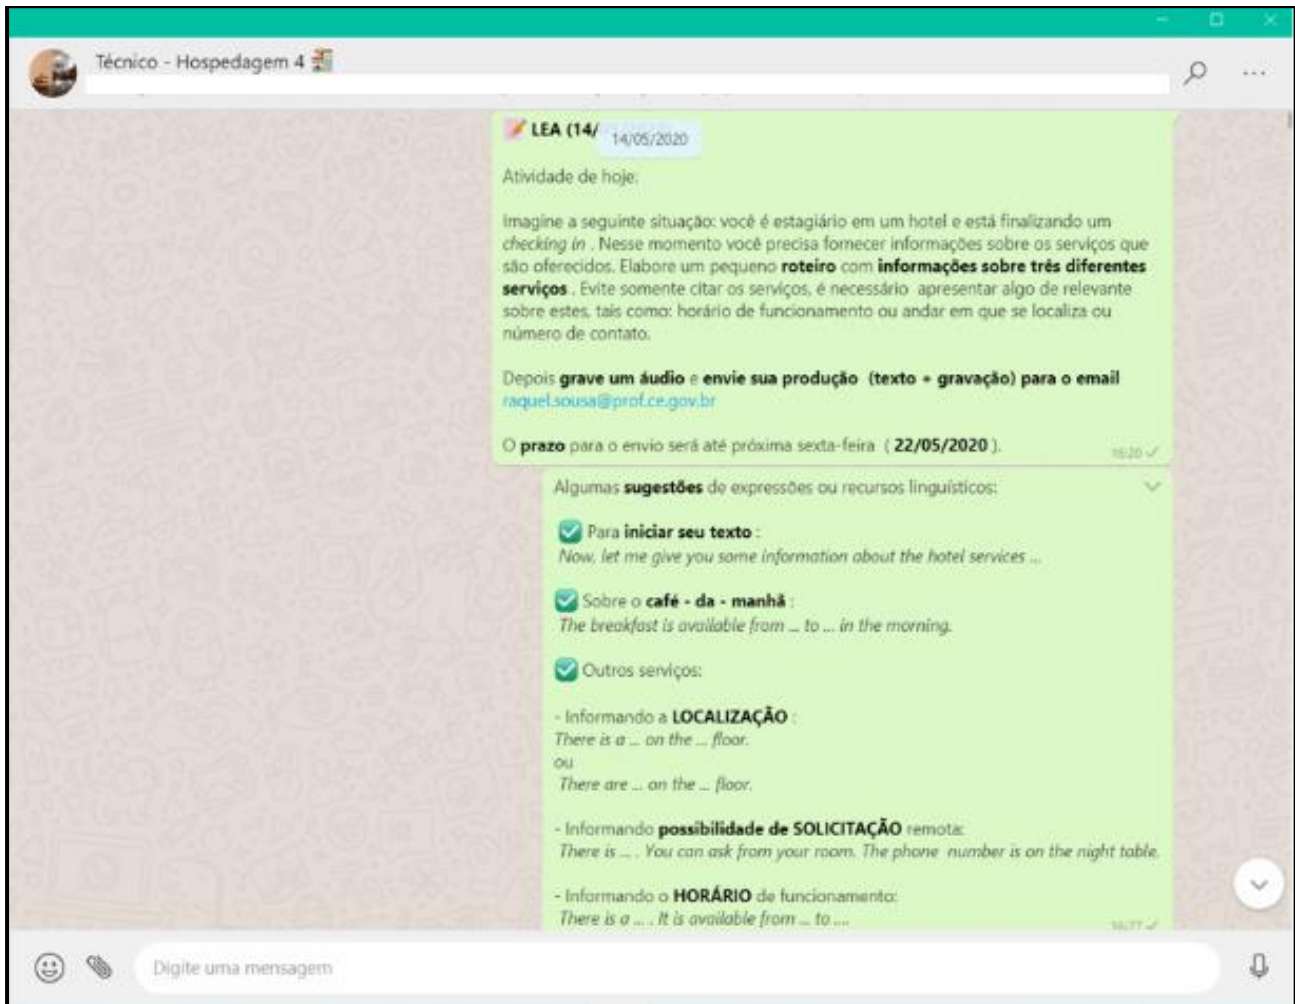 Técnico - Hospedagem 4
LEA (14/
14/05/2020
Atividade de hoje:
Imagine a seguinte situação: você é estagiário em um hotel e está finalizando um
checking in . Nesse momento você precisa fornecer informações sobre os serviços que
são oferecidos. Elabore um pequeno roteiro com informações sobre três diferentes
serviços . Evite somente citar os serviços, é necessário apresentar algo de relevante
sobre estes, tais como: horário de funcionamento ou andar em que se localiza ou
número de contato.
Depois grave um áudio e envie sua produção (texto + gravação) para o email
raquel.sousa@prof.ce.gov.br
O prazo para o envio será até próxima sexta-feira ( 22/05/2020 ).
16:20
Algumas sugestões de expressões ou recursos linguísticos:
Para iniciar seu texto :
Now, let me give you some information about the hotel services ...
Sobre o café - da - manhã :
The breakfast is available from ... to ... in the morning.
Outros serviços:
- Informando a LOCALIZAÇÃO :
There is a ... on the ... floor.
ou
There are ... on the ... floor.
- Informando possibilidade de SOLICITAÇÃO remota:
There is ... . You can ask from your room. The phone number is on the night table.
- Informando o HORÁRIO de funcionamento:
There is a ... . It is available from ... to ....
Digite uma mensagem